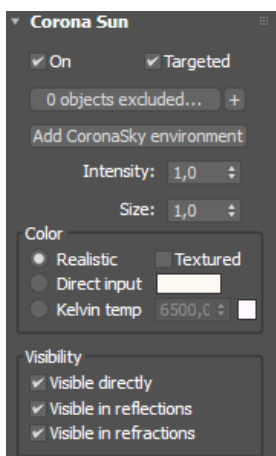 Corona Sun
On Targeted
0 objects excluded... +
Add CoronaSky environment
Intensity: 1,0
Size: 1,0
Color
Realistic Textured
Direct input
Kelvin temp 6500,0
Visibility
Visible directly
Visible in reflections
Visible in refractions